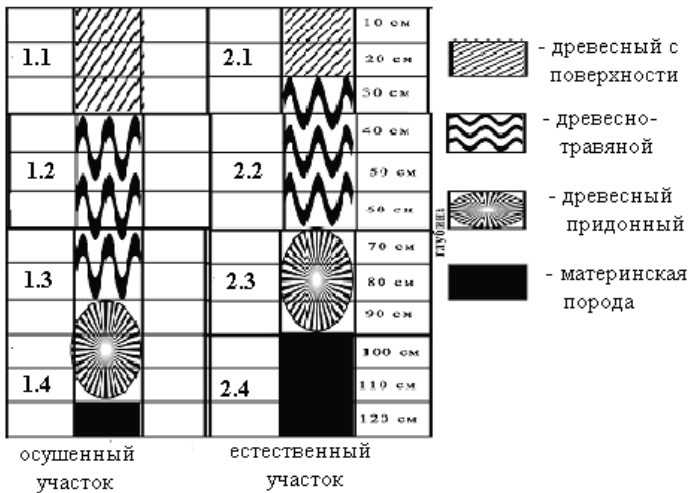 10 см
1.1
2.1
20 см
30 см
40 см
1.2
2.2
50 см
60 см
глубина
70 см
1.3
2.3
80 см
90 см
100 см
1.4
2.4
110 см
120 см
осушенный
участок
естественный
участок
- древесный с
поверхности
- древесно-
травяной
- древесный
придонный
- материнская
порода